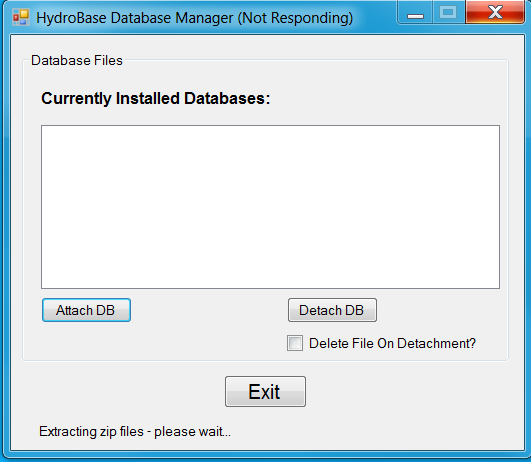 HydroBase Database Manager (Not Responding)
Database Files
Currently Installed Databases:
Attach DB
Detach DB
Delete File On Detachment?
Exit
Extracting zip files - please wait...